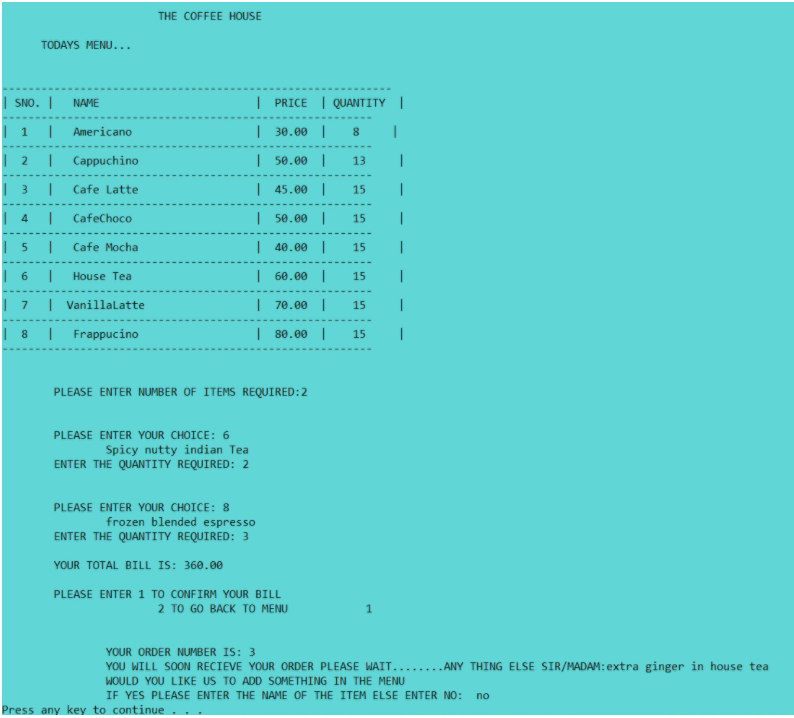 THE COFFEE HOUSE
TODAYS MENU...
| SNO. | NAME | PRICE | QUANTITY |
| 1 | Americano | 30.00 | 8 |
| 2 | Cappuchino | 50.00 | 13 |
| 3 | Cafe Latte | 45.00 | 15 |
| 4 | CafeChoco | 50.00 | 15 |
| 5 | Cafe Mocha | 40.00 | 15 |
| 6 | House Tea | 60.00 | 15 |
| 7 | VanillaLatte | 70.00 | 15 |
| 8 | Frappucino | 80.00 | 15 |
PLEASE ENTER NUMBER OF ITEMS REQUIRED:2
PLEASE ENTER YOUR CHOICE: 6
Spicy nutty indian Tea
ENTER THE QUANTITY REQUIRED: 2
PLEASE ENTER YOUR CHOICE: 8
frozen blended espresso
ENTER THE QUANTITY REQUIRED: 3
YOUR TOTAL BILL IS: 360.00
PLEASE ENTER 1 TO CONFIRM YOUR BILL
2 TO GO BACK TO MENU 1
YOUR ORDER NUMBER IS: 3
YOU WILL SOON RECIEVE YOUR ORDER PLEASE WAIT........ANY THING ELSE SIR/MADAM:extra ginger in house tea
WOULD YOU LIKE US TO ADD SOMETHING IN THE MENU
IF YES PLEASE ENTER THE NAME OF THE ITEM ELSE ENTER NO: no
Press any key to continue . . .